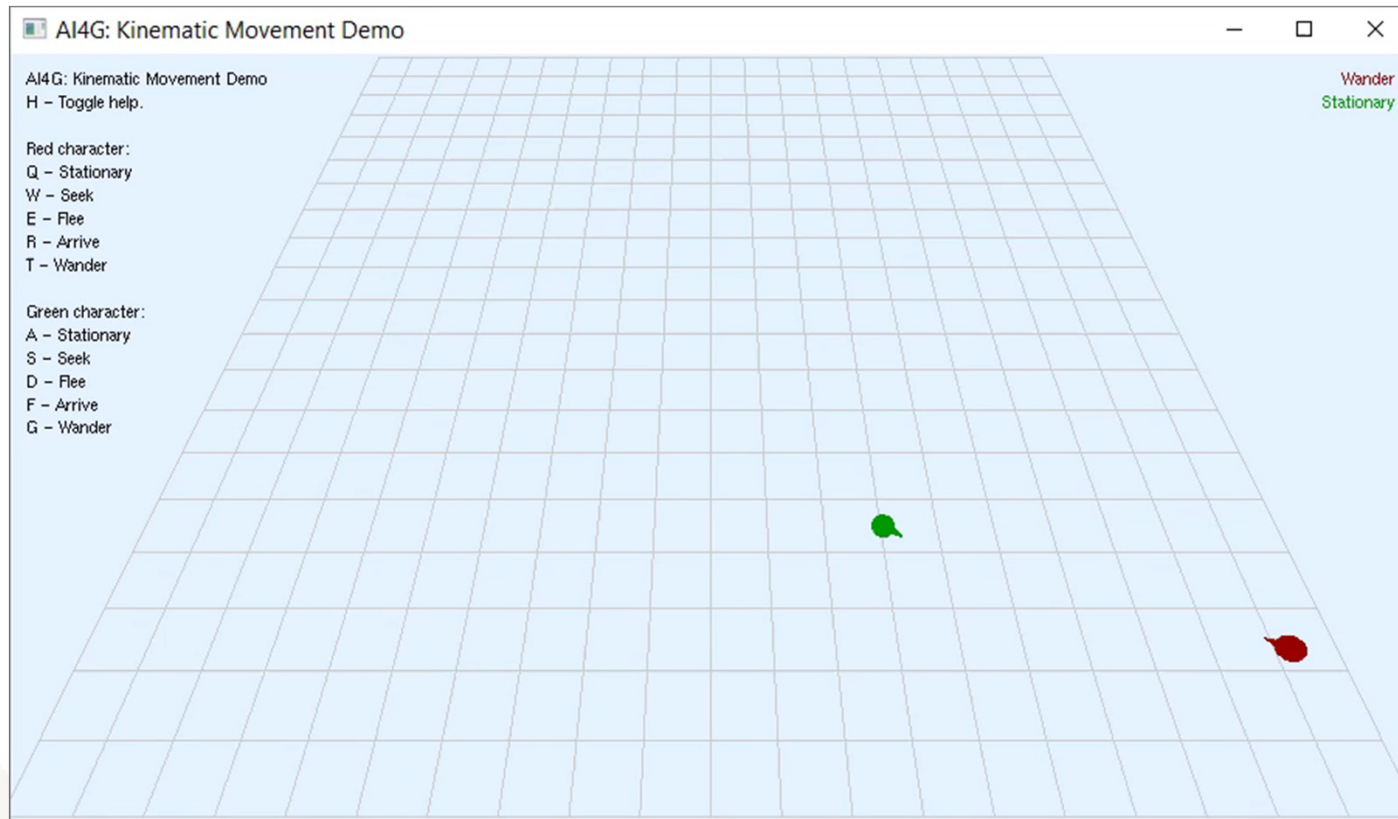 AI4G: Kinematic Movement Demo
AI4G: Kinematic Movement Demo
H – Toggle help.
Red character:
Q – Stationary
W – Seek
E – Flee
R – Arrive
T – Wander
Green character:
A – Stationary
S – Seek
D – Flee
F – Arrive
G – Wander
Wander
Stationary